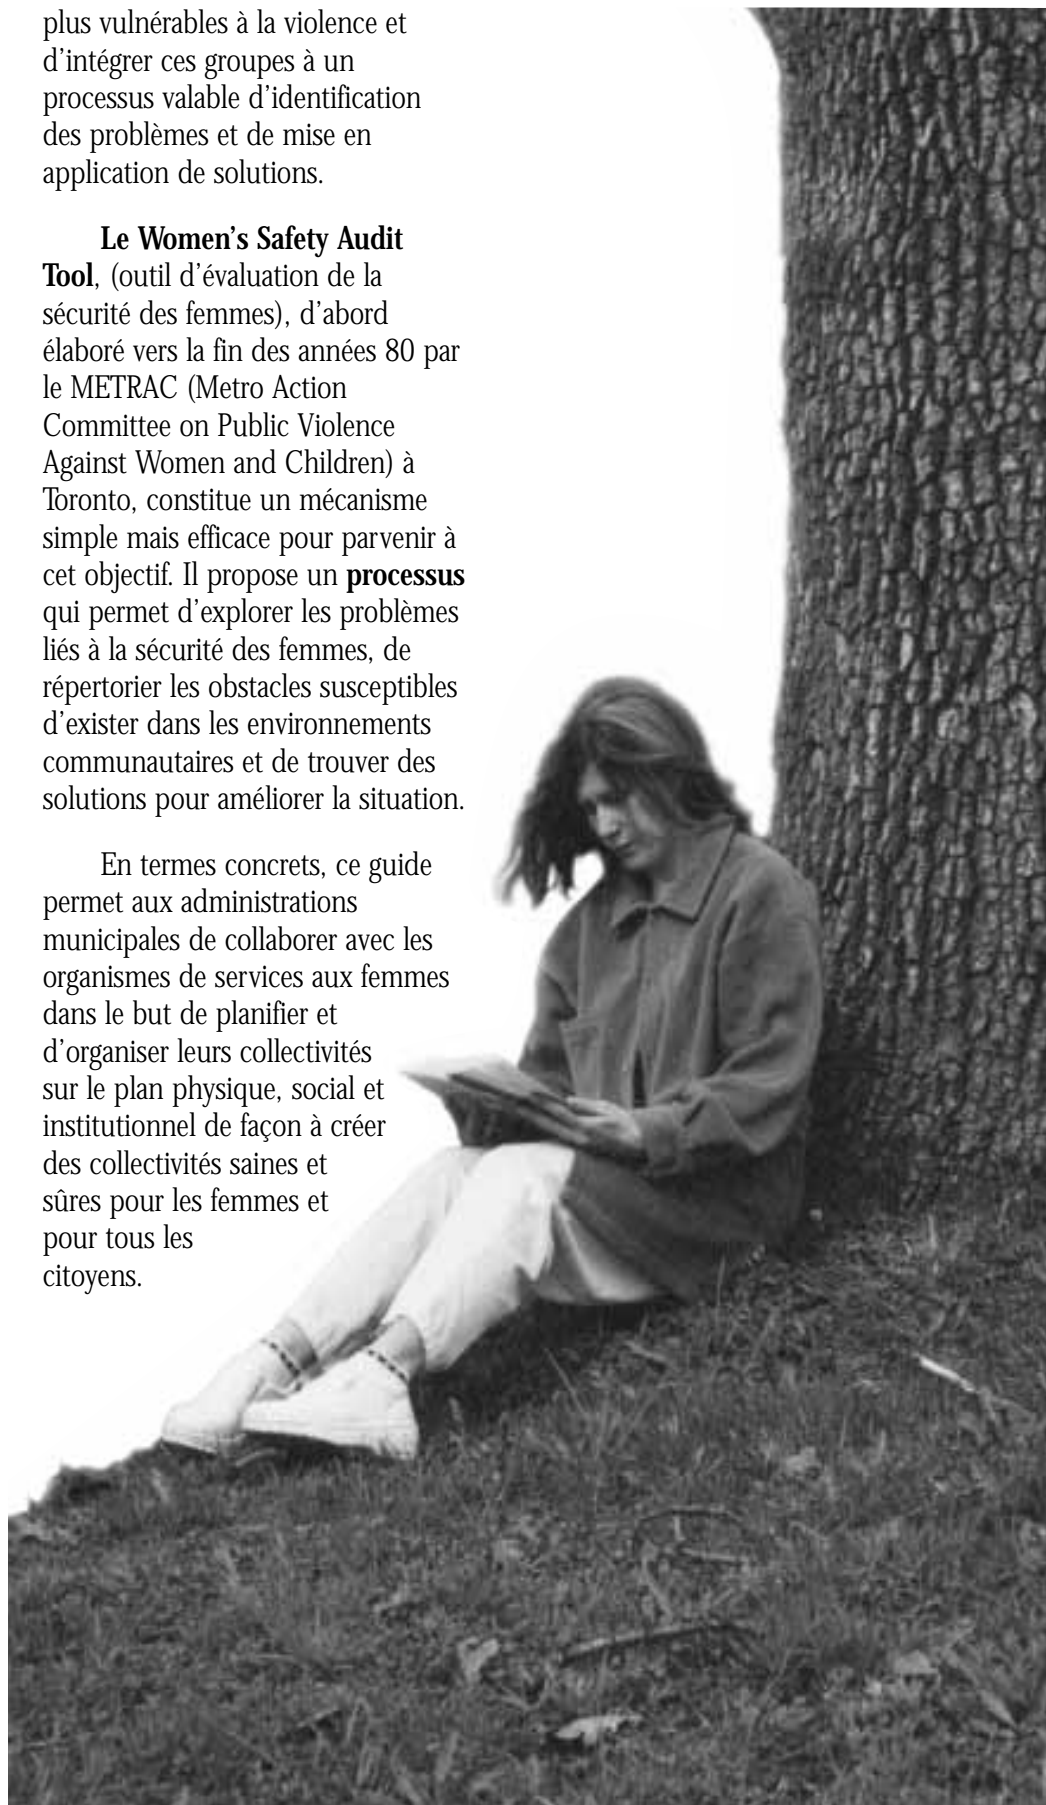 plus vulnérables à la violence et
d’intégrer ces groupes à un
processus valable d’identification
des problèmes et de mise en
application de solutions.
Le Women’s Safety Audit
Tool, (outil d’évaluation de la
sécurité des femmes), d’abord
élaboré vers la fin des années 80 par
le METRAC (Metro Action
Committee on Public Violence
Against Women and Children) à
Toronto, constitue un mécanisme
simple mais efficace pour parvenir à
cet objectif. Il propose un processus
qui permet d’explorer les problèmes
liés à la sécurité des femmes, de
répertorier les obstacles susceptibles
d’exister dans les environnements
communautaires et de trouver des
solutions pour améliorer la situation.
En termes concrets, ce guide
permet aux administrations
municipales de collaborer avec les
organismes de services aux femmes
dans le but de planifier et
d’organiser leurs collectivités
sur le plan physique, social et
institutionnel de façon à créer
des collectivités saines et
sûres pour les femmes et
pour tous les
citoyens.